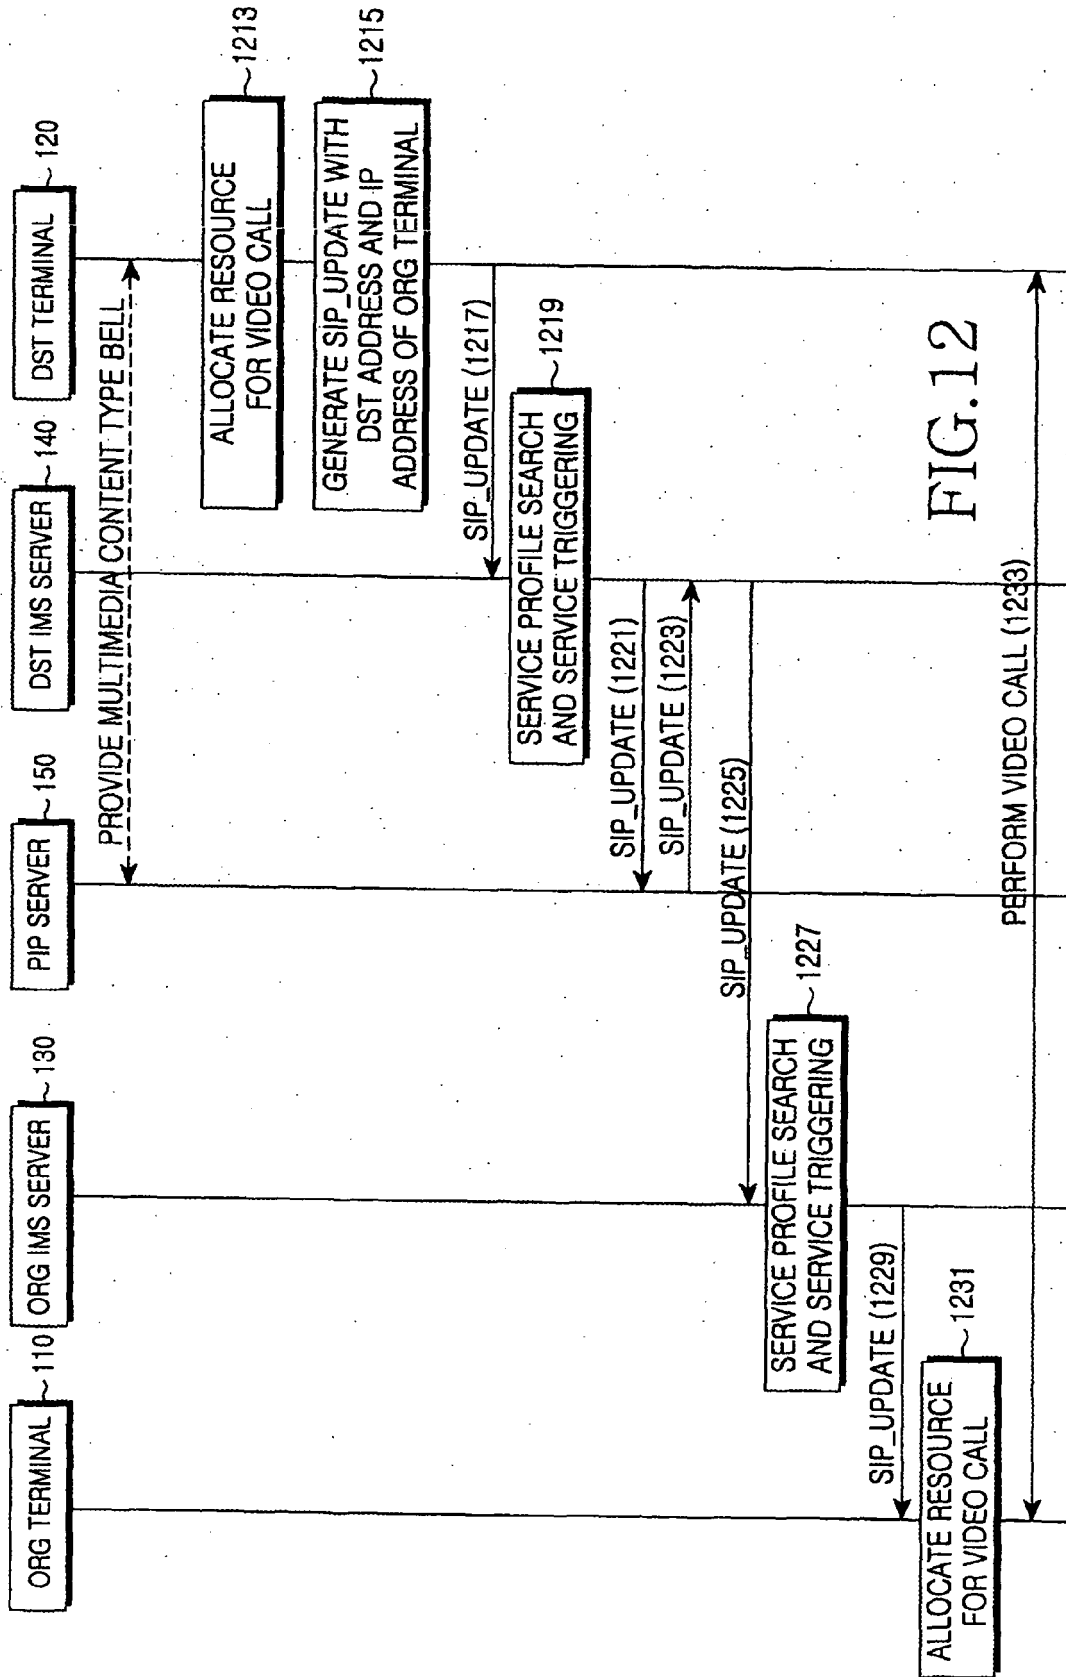 ORG TERMINAL
110
ORG IMS SERVER
130
PIP SERVER
150
DST IMS SERVER
140
DST TERMINAL
120
PROVIDE MULTIMEDIA CONTENT TYPE BELL
ALLOCATE RESOURCE
FOR VIDEO CALL
1213
GENERATE SIP_UPDATE WITH
DST ADDRESS AND IP
ADDRESS OF ORG TERMINAL
1215
SIP_UPDATE (1217)
SERVICE PROFILE SEARCH
AND SERVICE TRIGGERING
1219
SIP_UPDATE (1221)
SIP_UPDATE (1223)
SIP_UPDATE (1225)
SERVICE PROFILE SEARCH
AND SERVICE TRIGGERING
1227
SIP_UPDATE (1229)
ALLOCATE RESOURCE
FOR VIDEO CALL
1231
PERFORM VIDEO CALL (1233)
FIG.12